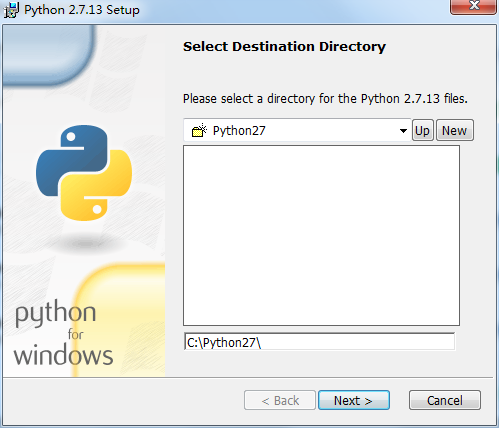 Python 2.7.13 Setup
Select Destination Directory
Please select a directory for the Python 2.7.13 files.
Python27
Up
New
C:\Python27\
python
for
windows
< Back
Next >
Cancel